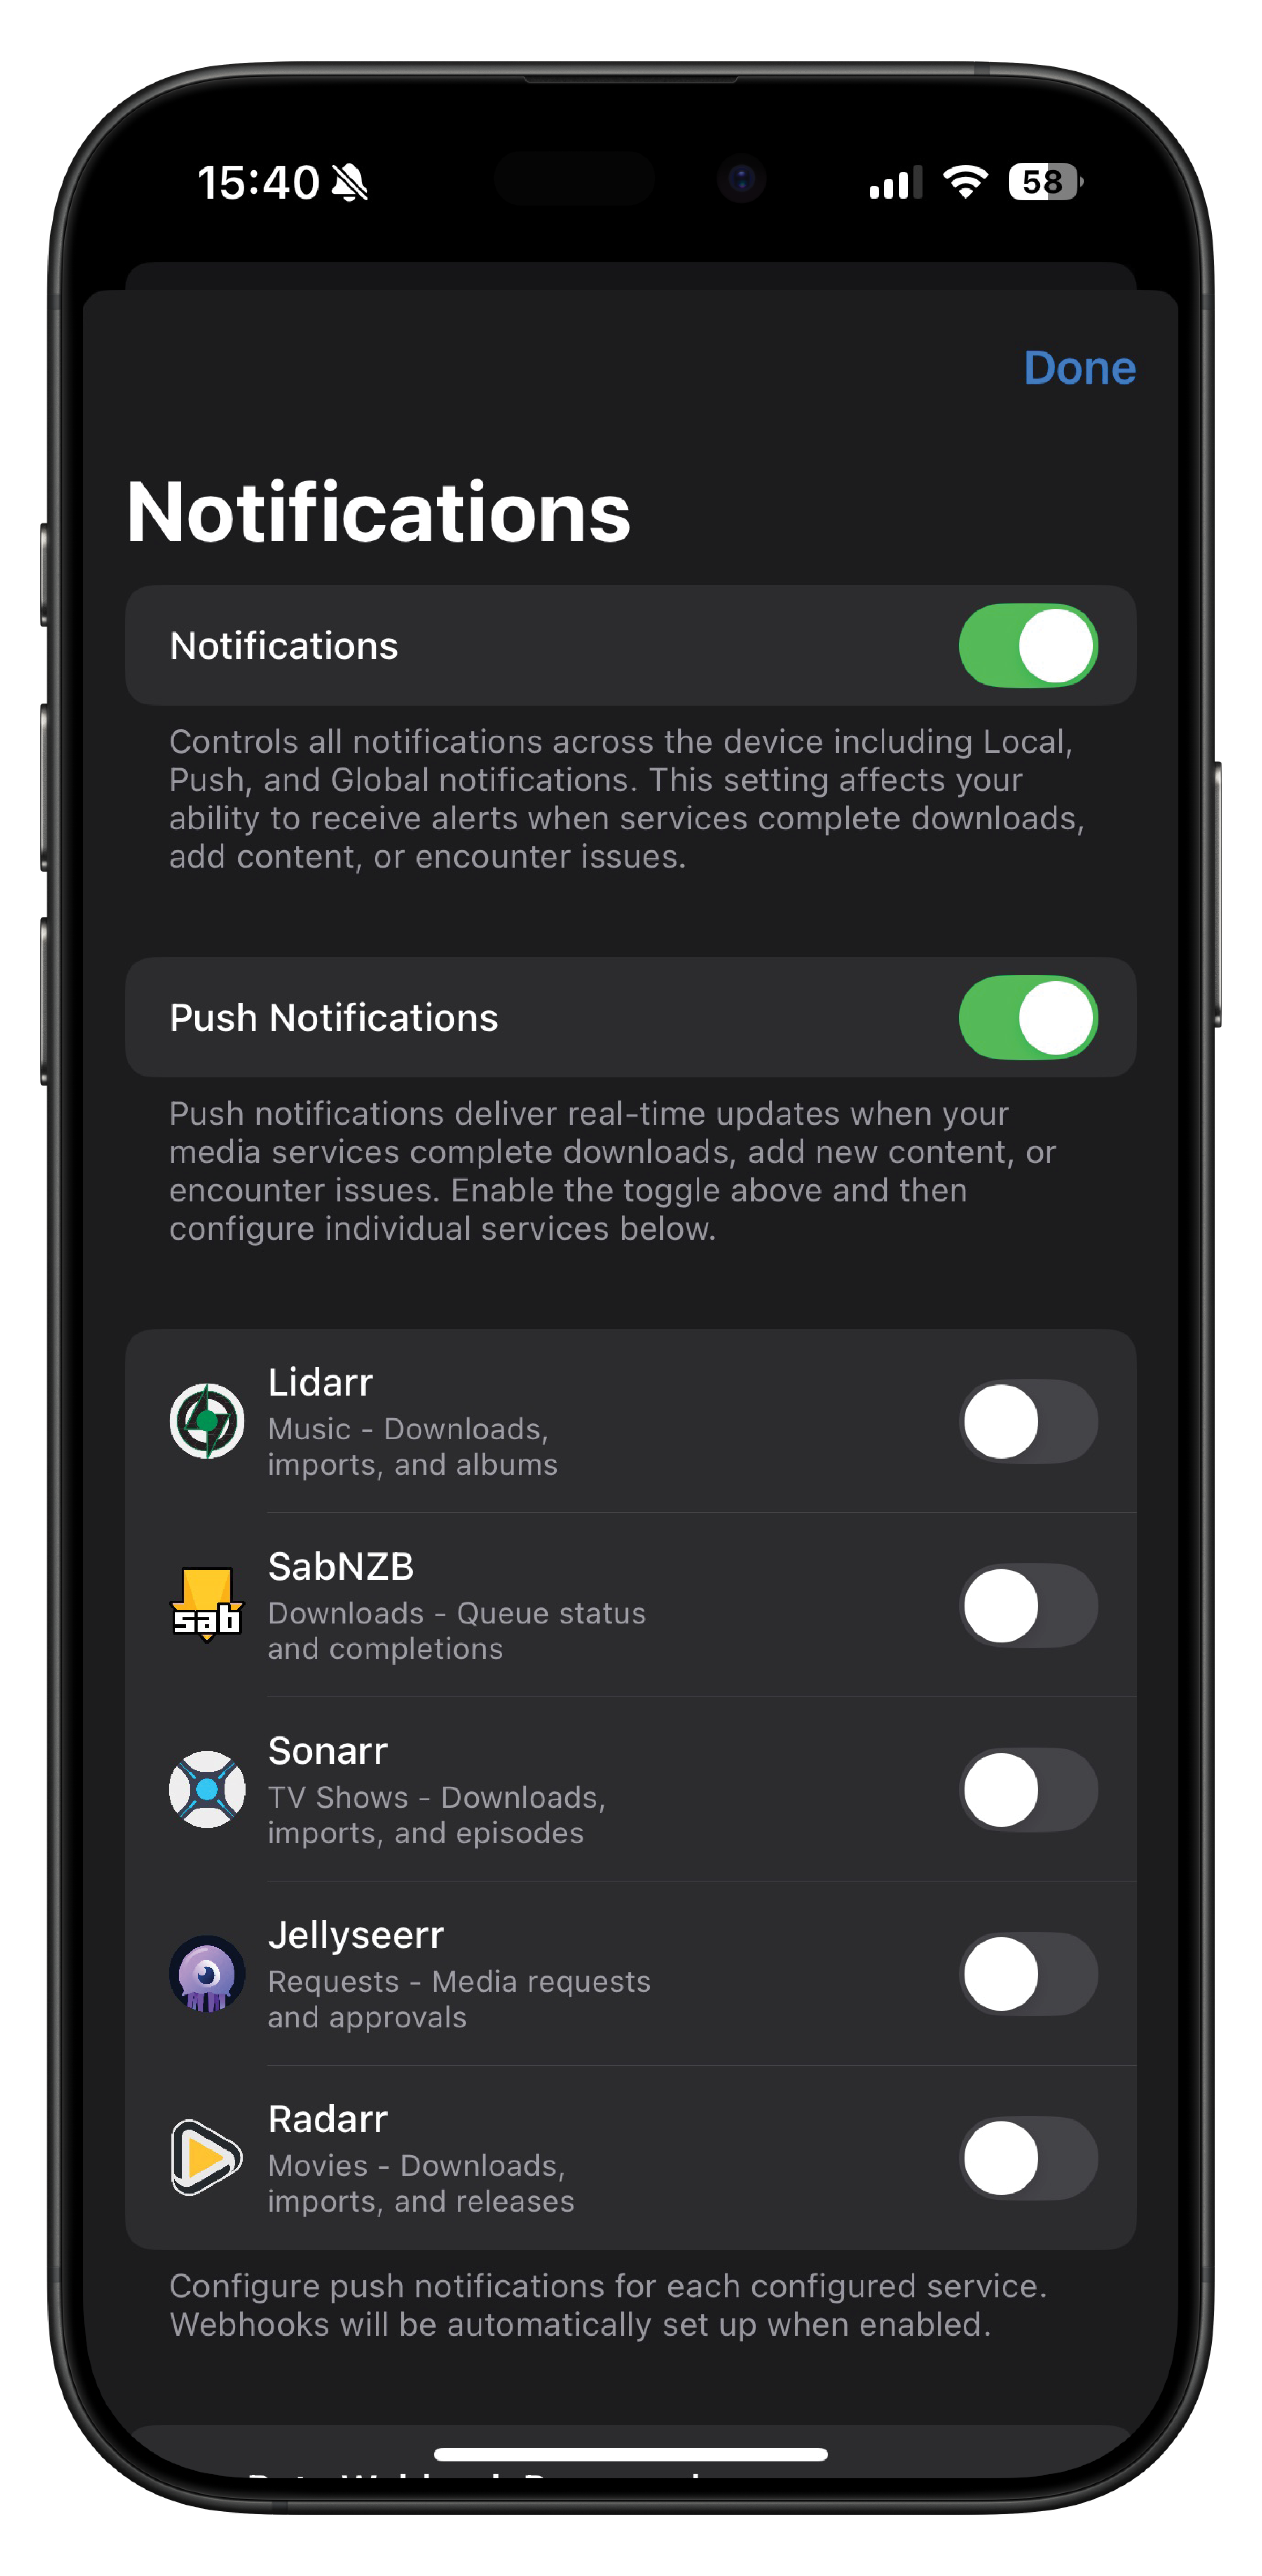 15:40
58
Done
Notifications
Notifications
Controls all notifications across the device including Local,
Push, and Global notifications. This setting affects your
ability to receive alerts when services complete downloads,
add content, or encounter issues.
Push Notifications
Push notifications deliver real-time updates when your
media services complete downloads, add new content, or
encounter issues. Enable the toggle above and then
configure individual services below.
Lidarr
Music - Downloads,
imports, and albums
sab
SabNZB
Downloads - Queue status
and completions
Sonarr
TV Shows - Downloads,
imports, and episodes
Jellyseerr
Requests - Media requests
and approvals
Radarr
Movies - Downloads,
imports, and releases
Configure push notifications for each configured service.
Webhooks will be automatically set up when enabled.